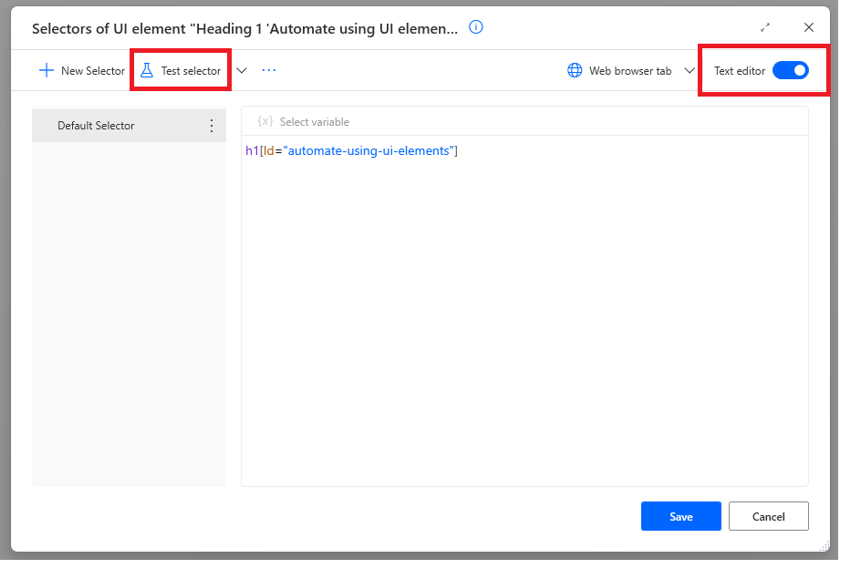 Selectors of UI element "Heading 1 'Automate using UI elemen...
New Selector Test selector ··· Web browser tab Text editor
Default Selector
{x} Select variable
h1[Id="automate-using-ui-elements"]
Save Cancel